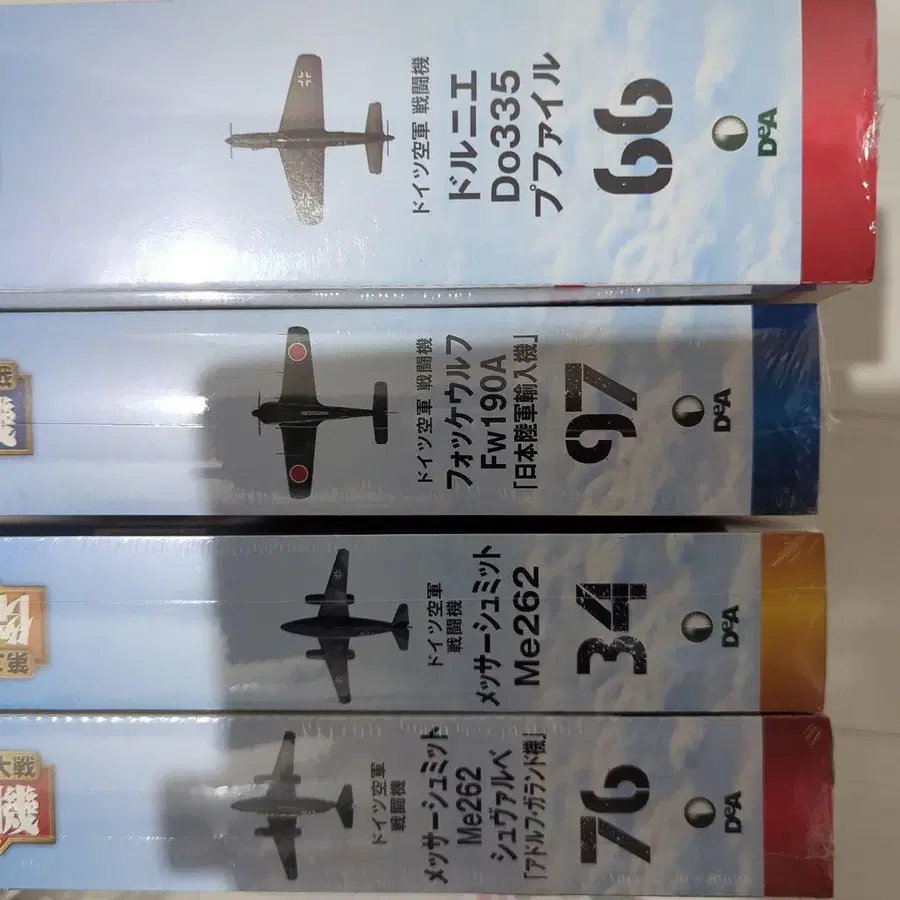 ドイツ空軍 戦闘機
ドルニエ
Do335
プファイル
66
DeA
ドイツ空軍 戦闘機
フォッケウルフ
Fw190A
「日本陸軍輸入機」
97
DeA
ドイツ空軍
戦闘機
メッサーシュミット
Me262
34
DeA
大戦
機
ドイツ空軍
戦闘機
メッサーシュミット
Me262
シュヴァルベ
「アドルフ・ガランド機」
76
DeA